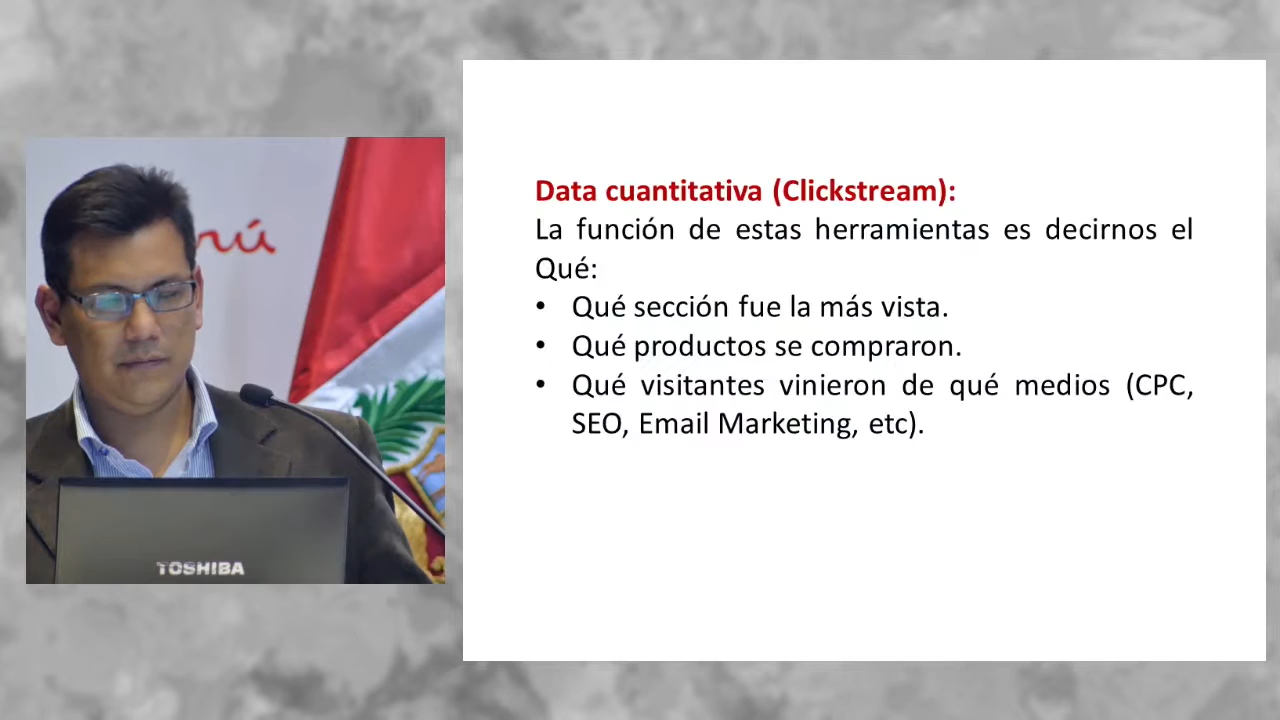 rú
TOSHIBA
Data cuantitativa (Clickstream):
La función de estas herramientas es decirnos el
Qué:
• Qué sección fue la más vista.
• Qué productos se compraron.
• Qué visitantes vinieron de qué medios (CPC,
SEO, Email Marketing, etc).